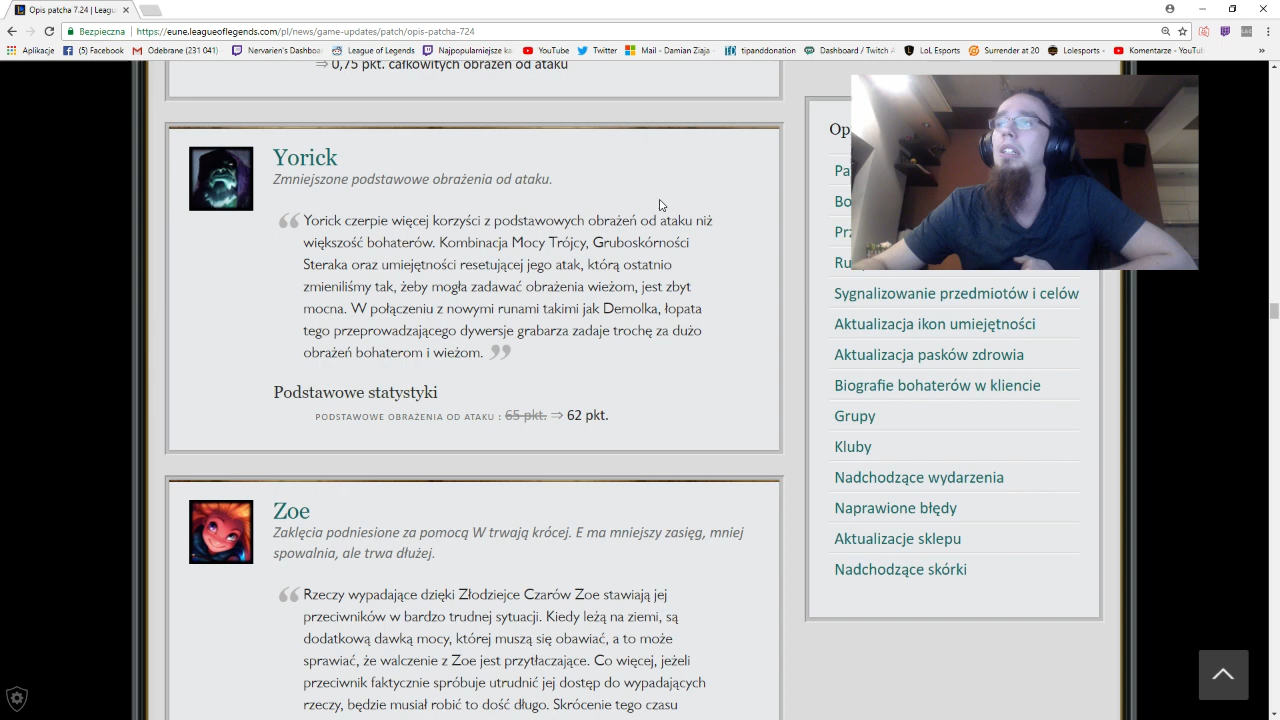 Opis patcha 7.24 | Leagu
Bezpieczna
https://eune.leagueoflegends.com/pl/news/game-updates/patch/opis-patcha-724
Aplikacje
(5) Facebook
Odebrane (231 041)
Nervarien's Dashboard
League of Legends
Najpopularniejsze ka
YouTube
Twitter
Mail - Damian Ziaja
tipanddonation
Dashboard / Twitch A
LoL Esports
Surrender at 20
Lolesports -
Komentarze - YouTub
⇒ 0,75 pkt. całkowitych obrażeń od ataku
Yorick
Zmniejszone podstawowe obrażenia od ataku.
Yorick czerpie więcej korzyści z podstawowych obrażeń od ataku niż
większość bohaterów. Kombinacja Mocy Trójcy, Gruboskórności
Steraka oraz umiejętności resetującej jego atak, którą ostatnio
zmieniliśmy tak, żeby mogła zadawać obrażenia wieżom, jest zbyt
mocna. W połączeniu z nowymi runami takimi jak Demolka, łopata
tego przeprowadzającego dywersje grabarza zadaje trochę za dużo
obrażeń bohaterom i wieżom.
Podstawowe statystyki
PODSTAWOWE OBRAŻENIA OD ATAKU : 65 pkt. ⇒ 62 pkt.
Zoe
Zaklęcia podniesione za pomocą W trwają krócej. E ma mniejszy zasięg, mniej
spowalnia, ale trwa dłużej.
Rzeczy wypadające dzięki Złodziejce Czarów Zoe stawiają jej
przeciwników w bardzo trudnej sytuacji. Kiedy leżą na ziemi, są
dodatkową dawką mocy, której muszą się obawiać, a to może
sprawiać, że walczenie z Zoe jest przytłaczające. Co więcej, jeżeli
przeciwnik faktycznie spróbuje utrudnić jej dostęp do wypadających
rzeczy, będzie musiał robić to dość długo. Skrócenie tego czasu
Op
Pa
Bo
Prz
Ru
Sygnalizowanie przedmiotów i celów
Aktualizacja ikon umiejętności
Aktualizacja pasków zdrowia
Biografie bohaterów w kliencie
Grupy
Kluby
Nadchodzące wydarzenia
Naprawione błędy
Aktualizacje sklepu
Nadchodzące skórki